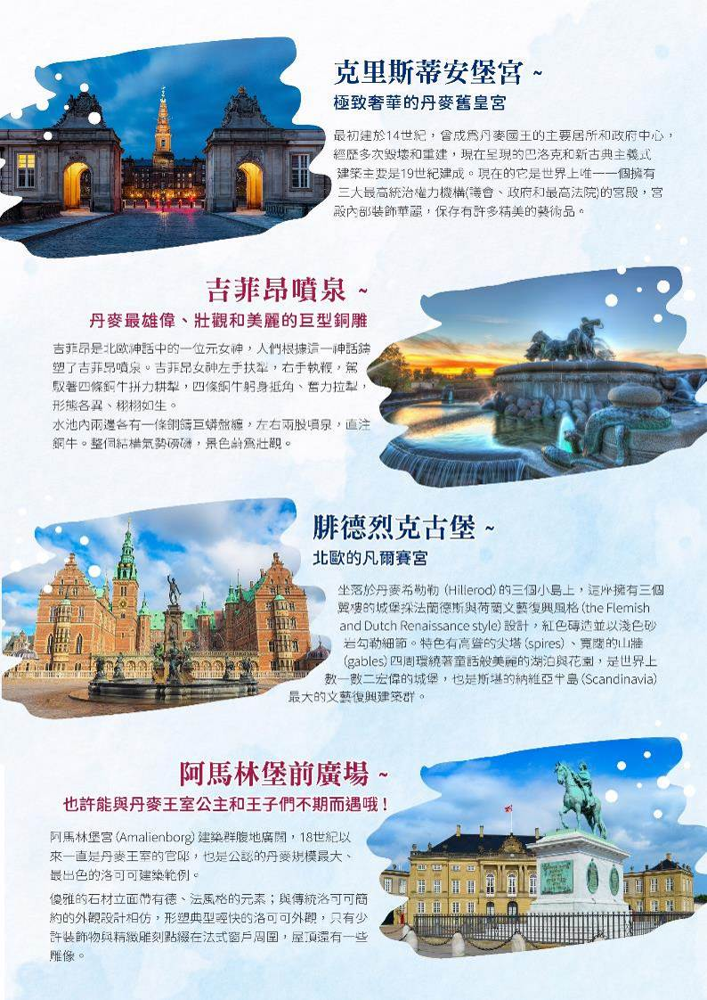 克里斯蒂安堡宮 ~
極致奢華的丹麥舊皇宮
最初建於14世紀，曾成為丹麥國王的主要居所和政府中心，
經歷多次毀壞和重建，現在呈現的巴洛克和新古典主義式
建築主要是19世紀建成。現在的它是世界上唯一一個擁有
三大最高統治權力機構(議會、政府和最高法院)的宮殿，宮
殿內部裝飾華麗，保存有許多精美的藝術品。
吉菲昂噴泉 ~
丹麥最雄偉、壯觀和美麗的巨型銅雕
吉菲昂是北歐神話中的一位元女神，人們根據這一神話鑄
塑了吉菲昂噴泉。吉菲昂女神左手扶犁，右手執鞭，駕
馭著四條銅牛拼力耕犁，四條銅牛躬身抵角、奮力拉犁，
形態各異、栩栩如生。
水池內兩邊各有一條銅鑄巨蟒盤纏，左右兩股噴泉，直注
銅牛。整個結構氣勢磅礡，景色蔚為壯觀。
腓德烈克古堡 ~
北歐的凡爾賽宮
坐落於丹麥希勒勒 (Hillerod) 的三個小島上，這座擁有三個
翼樓的城堡採法蘭德斯與荷蘭文藝復興風格 (the Flemish
and Dutch Renaissance style) 設計，紅色磚造並以淺色砂
岩勾勒細節。特色有高聳的尖塔 (spires) 、寬闊的山牆
(gables) 四周環繞著童話般美麗的湖泊與花園，是世界上
數一數二宏偉的城堡，也是斯堪的納維亞半島 (Scandinavia)
最大的文藝復興建築群。
阿馬林堡前廣場 ~
也許能與丹麥王室公主和王子們不期而遇哦！
阿馬林堡宮 (Amalienborg) 建築群腹地廣闊，18世紀以
來一直是丹麥王室的官邸，也是公認的丹麥規模最大、
最出色的洛可可建築範例。
優雅的石材立面帶有德、法風格的元素；與傳統洛可可簡
約的外觀設計相仿，形塑典型輕快的洛可可外觀，只有少
許裝飾物與精緻雕刻點綴在法式窗戶周圍，屋頂還有一些
雕像。